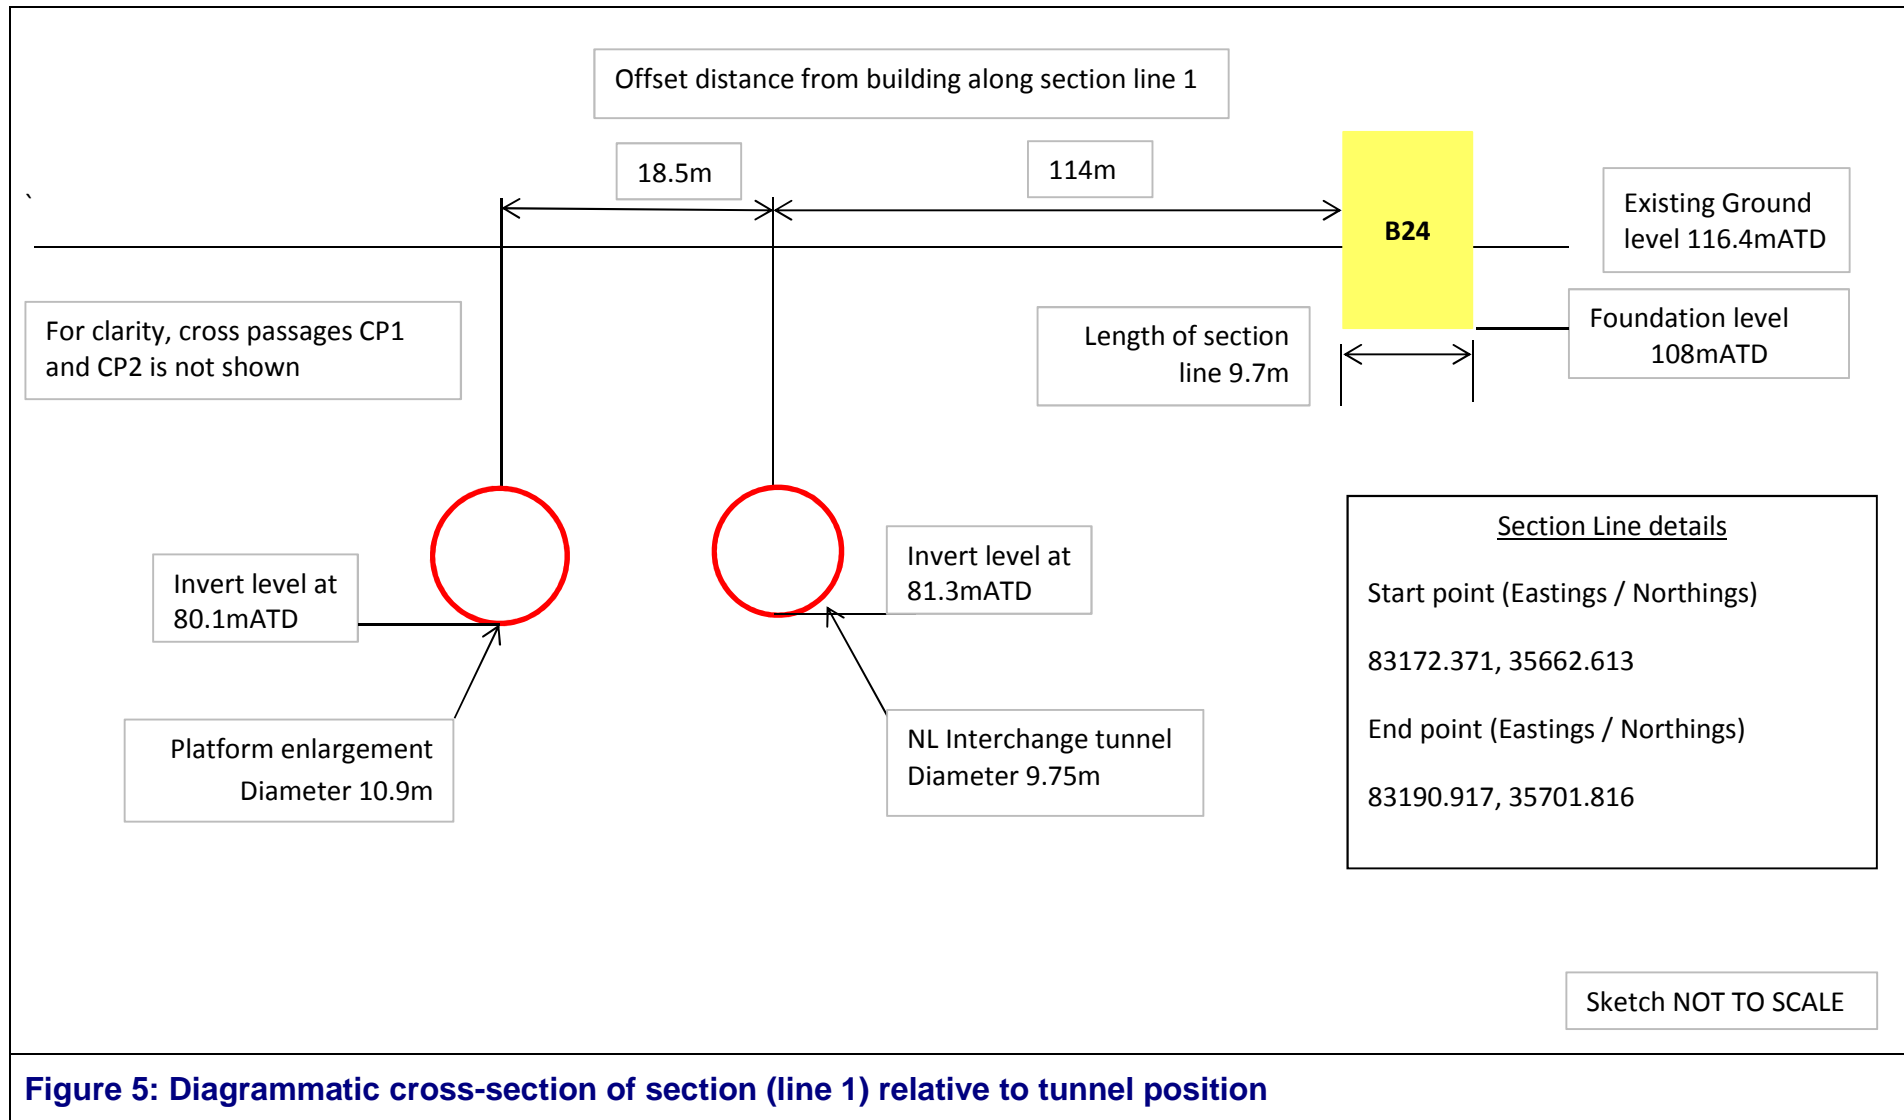 Offset distance from building along section line 1
18.5m
114m
`
B24
Existing Ground
level 116.4mATD
For clarity, cross passages CP1
and CP2 is not shown
Length of section
line 9.7m
Foundation level
108mATD
Invert level at
80.1mATD
Invert level at
81.3mATD
Platform enlargement
Diameter 10.9m
NL Interchange tunnel
Diameter 9.75m
Section Line details
Start point (Eastings / Northings)
83172.371, 35662.613
End point (Eastings / Northings)
83190.917, 35701.816
Sketch NOT TO SCALE
Figure 5: Diagrammatic cross-section of section (line 1) relative to tunnel position